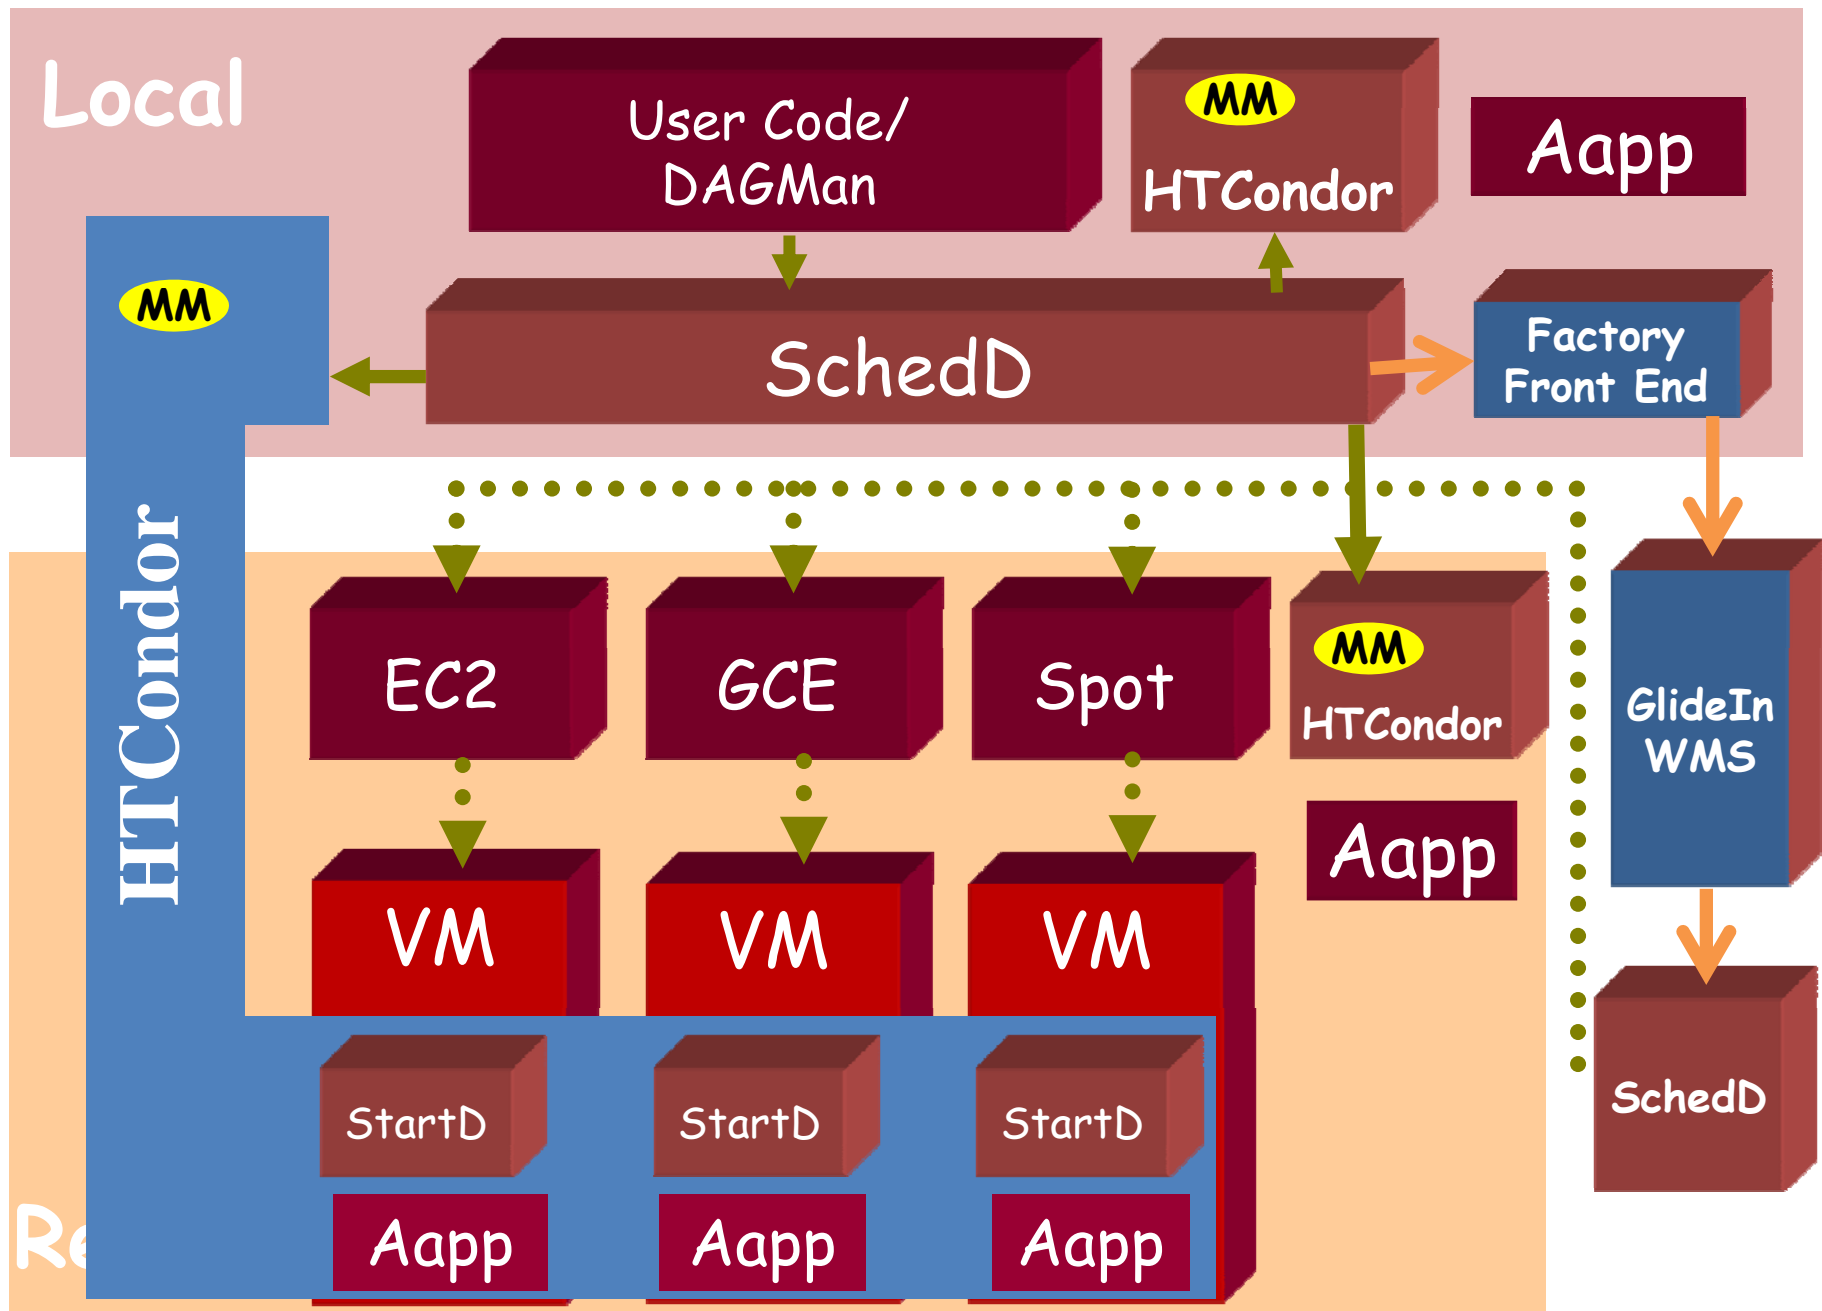 Local
User Code/
DAGMan
MM
HTCondor
Aapp
MM
SchedD
Factory
Front End
HTCondor
EC2
GCE
Spot
MM
HTCondor
GlideIn
WMS
Aapp
VM
VM
VM
StartD
StartD
StartD
SchedD
Re
Aapp
Aapp
Aapp